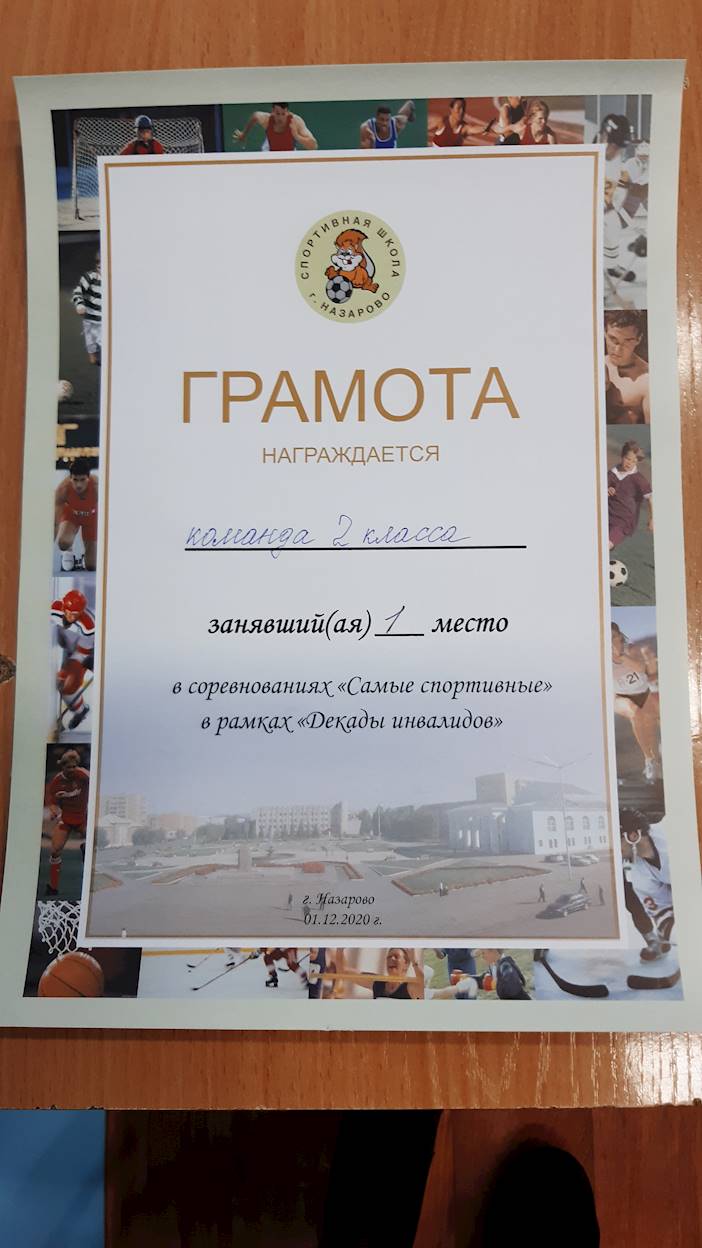 СПОРТИВНАЯ ШКОЛА
г. НАЗАРОВО
ГРАМОТА
НАГРАЖДАЕТСЯ
команда 2 класса
занявший(ая) 1 место
в соревнованиях «Самые спортивные»
в рамках «Декады инвалидов»
г. Назарово
01.12.2020 г.
21